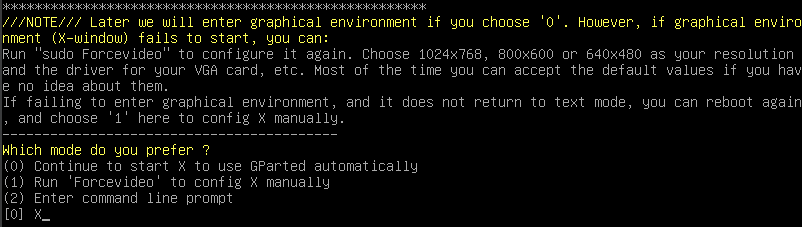 *****************************************************
///NOTE/// Later we will enter graphical environment if you choose '0'. However, if graphical enviro
nment (X-window) fails to start, you can:
Run "sudo Forcevideo" to configure it again. Choose 1024x768, 800x600 or 640x480 as your resolution
and the driver for your VGA card, etc. Most of the time you can accept the default values if you hav
e no idea about them.
If failing to enter graphical environment, and it does not return to text mode, you can reboot again
, and choose '1' here to config X manually.
------------------------------------------
Which mode do you prefer ?
(0) Continue to start X to use GParted automatically
(1) Run 'Forcevideo' to config X manually
(2) Enter command line prompt
[0] X_